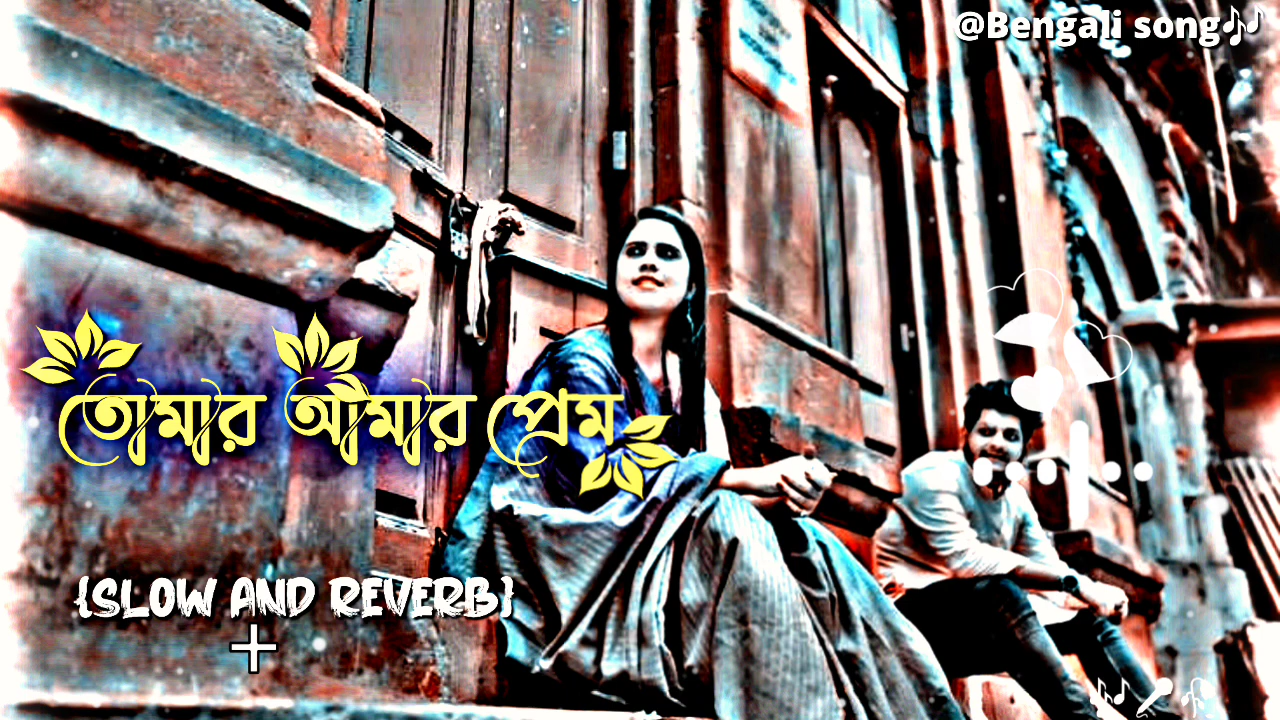 @Bengali song🎶
তোমার আমার প্রেম
{SLOW AND REVERB}
+